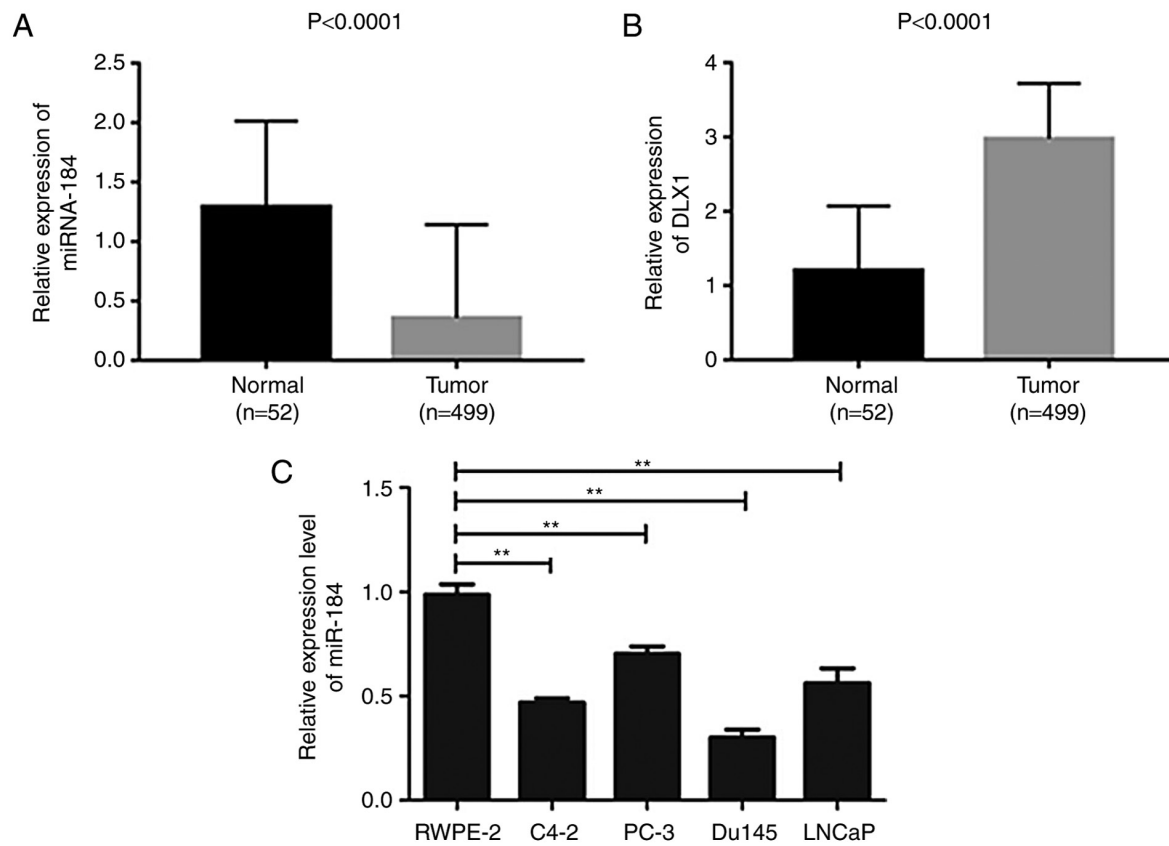 A
P<0.0001
Relative expression of
miRNA-184
2.5
2.0
1.5
1.0
0.5
0.0
Normal
(n=52)
Tumor
(n=499)
B
P<0.0001
Relative expression
of DLX1
4
3
2
1
0
Normal
(n=52)
Tumor
(n=499)
C
Relative expression level
of miR-184
1.5
1.0
0.5
0.0
**
**
**
**
RWPE-2
C4-2
PC-3
Du145
LNCaP